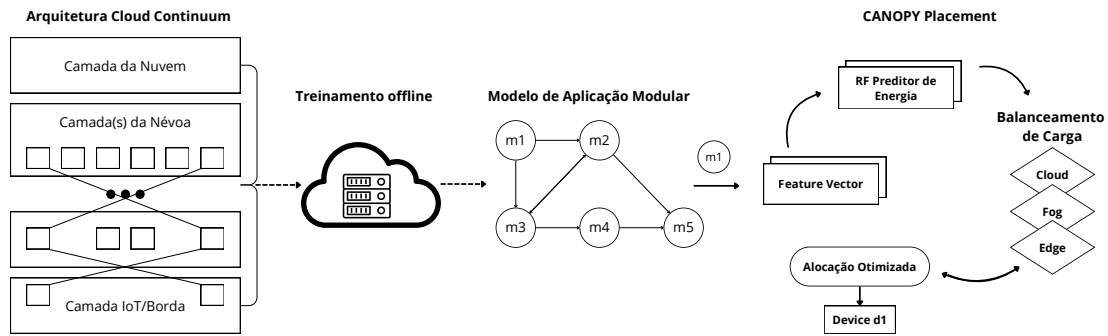 Arquitetura Cloud Continuum
Camada da Nuvem
Camada(s) da Névoa
Camada IoT/Borda
Treinamento offline
Modelo de Aplicação Modular
m1
m2
m3
m4
m5
m1
CANOPY Placement
RF Preditor de
Energia
Feature Vector
Balanceamento
de Carga
Cloud
Fog
Edge
Alocação Otimizada
Device d1